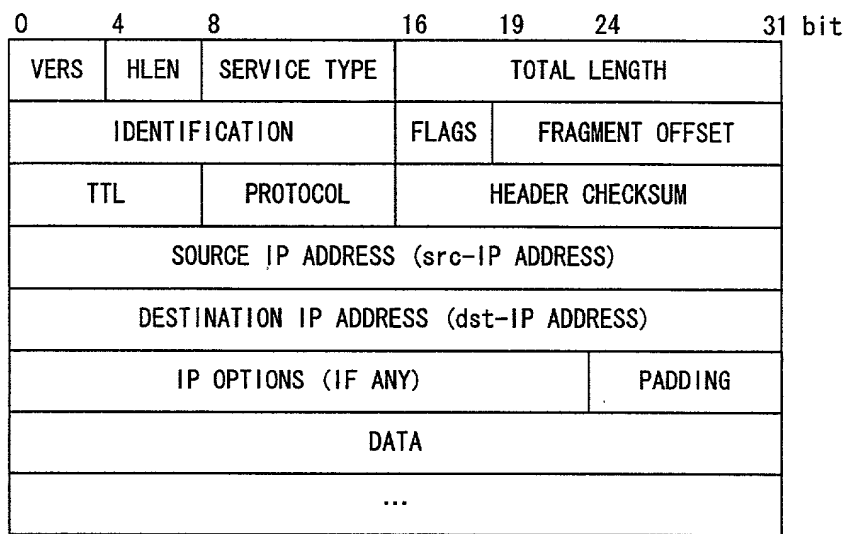 0 4 8 16 19 24 31 bit
VERS HLEN SERVICE TYPE TOTAL LENGTH
IDENTIFICATION FLAGS FRAGMENT OFFSET
TTL PROTOCOL HEADER CHECKSUM
SOURCE IP ADDRESS (src-IP ADDRESS)
DESTINATION IP ADDRESS (dst-IP ADDRESS)
IP OPTIONS (IF ANY) PADDING
DATA
...